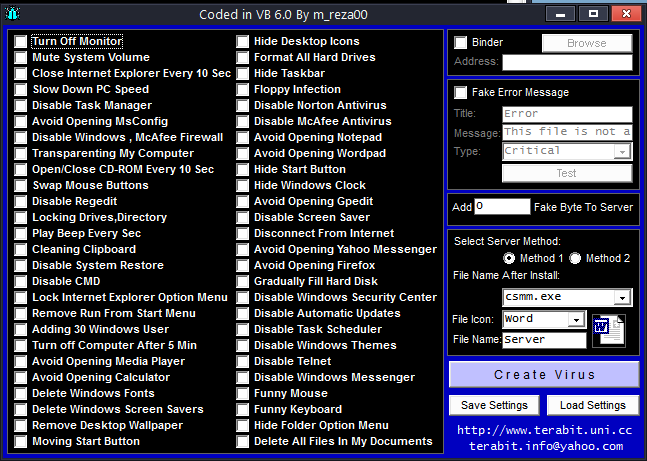 Coded in VB 6.0 By m_reza00
Turn Off Monitor
Mute System Volume
Close Internet Explorer Every 10 Sec
Slow Down PC Speed
Disable Task Manager
Avoid Opening MsConfig
Disable Windows , McAfee Firewall
Transparenting My Computer
Open/Close CD-ROM Every 10 Sec
Swap Mouse Buttons
Disable Regedit
Locking Drives,Directory
Play Beep Every Sec
Cleaning Clipboard
Disable System Restore
Disable CMD
Lock Internet Explorer Option Menu
Remove Run From Start Menu
Adding 30 Windows User
Turn off Computer After 5 Min
Avoid Opening Media Player
Avoid Opening Calculator
Delete Windows Fonts
Delete Windows Screen Savers
Remove Desktop Wallpaper
Moving Start Button
Hide Desktop Icons
Format All Hard Drives
Hide Taskbar
Floppy Infection
Disable Norton Antivirus
Disable McAfee Antivirus
Avoid Opening Notepad
Avoid Opening Wordpad
Hide Start Button
Hide Windows Clock
Avoid Opening Gpedit
Disable Screen Saver
Disconnect From Internet
Avoid Opening Yahoo Messenger
Avoid Opening Firefox
Gradually Fill Hard Disk
Disable Windows Security Center
Disable Automatic Updates
Disable Task Scheduler
Disable Windows Themes
Disable Telnet
Disable Windows Messenger
Funny Mouse
Funny Keyboard
Hide Folder Option Menu
Delete All Files In My Documents
Binder Browse
Address:
Fake Error Message
Title: Error
Message: This file is not a
Type: Critical
Test
Add 0 Fake Byte To Server
Select Server Method:
Method 1 Method 2
File Name After Install:
csmm.exe
File Icon: Word
File Name: Server
Create Virus
Save Settings Load Settings
http://www.terabit.uni.cc
terabit.info@yahoo.com